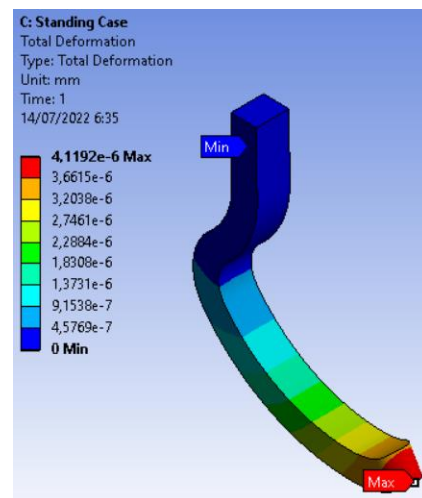 C: Standing Case
Total Deformation
Type: Total Deformation
Unit: mm
Time: 1
14/07/2022 6:35
4,1192e-6 Max
3,6615e-6
3,2038e-6
2,7461e-6
2,2884e-6
1,8308e-6
1,3731e-6
9,1538e-7
4,5769e-7
0 Min
Min
Max